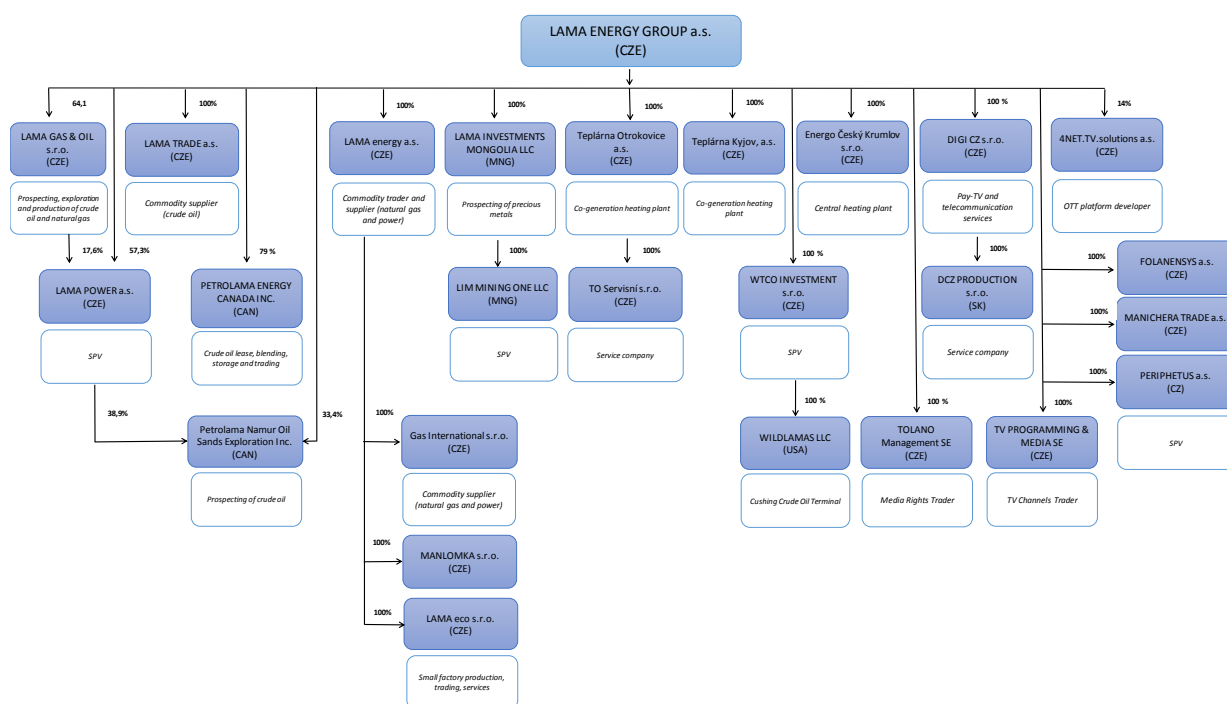 LAMA ENERGY GROUP a.s.
(CZE)
64,1
100%
100%
100%
100%
100%
100%
100 %
14%
LAMA GAS & OIL
s.r.o.
(CZE)
LAMA TRADE a.s.
(CZE)
LAMA energy a.s.
(CZE)
LAMA INVESTMENTS
MONGOLIA LLC
(MNG)
Teplárna Otrokovice
a.s.
(CZE)
Teplárna Kyjov, a.s.
(CZE)
Energo Český Krumlov
s.r.o.
(CZE)
DIGI CZ s.r.o.
(CZE)
4NET.TV.solutions a.s.
(CZE)
Prospecting, exploration
and production of crude
oil and natural gas
Commodity supplier
(crude oil)
Commodity trader and
supplier (natural gas
and power)
Prospecting of precious
metals
Co-generation heating plant
Co-generation heating
plant
Central heating plant
Pay-TV and
telecommunication
services
OTT platform developer
17,6%
57,3%
79 %
100%
100%
100 %
100%
100%
LAMA POWER a.s.
(CZE)
PETROLAMA ENERGY
CANADA INC.
(CAN)
LIM MINING ONE LLC
(MNG)
TO Servisní s.r.o.
(CZE)
WTCO INVESTMENT
s.r.o.
(CZE)
DCZ PRODUCTION
s.r.o.
(SK)
FOLANENSYS a.s.
(CZE)
100%
MANICHERA TRADE a.s.
(CZE)
SPV
Crude oil lease, blending,
storage and trading
SPV
Service company
SPV
Service company
100%
PERIPHETUS a.s.
(CZ)
38,9%
33,4%
100%
100 %
100 %
100%
Petrolama Namur Oil
Sands Exploration Inc.
(CAN)
Gas International s.r.o.
(CZE)
WILDLAMAS LLC
(USA)
TOLANO
Management SE
(CZE)
TV PROGRAMMING &
MEDIA SE
(CZE)
SPV
Prospecting of crude oil
Commodity supplier
(natural gas and power)
Cushing Crude Oil Terminal
Media Rights Trader
TV Channels Trader
100%
MANLOMKA s.r.o.
(CZE)
100%
LAMA eco s.r.o.
(CZE)
Small factory production,
trading, services